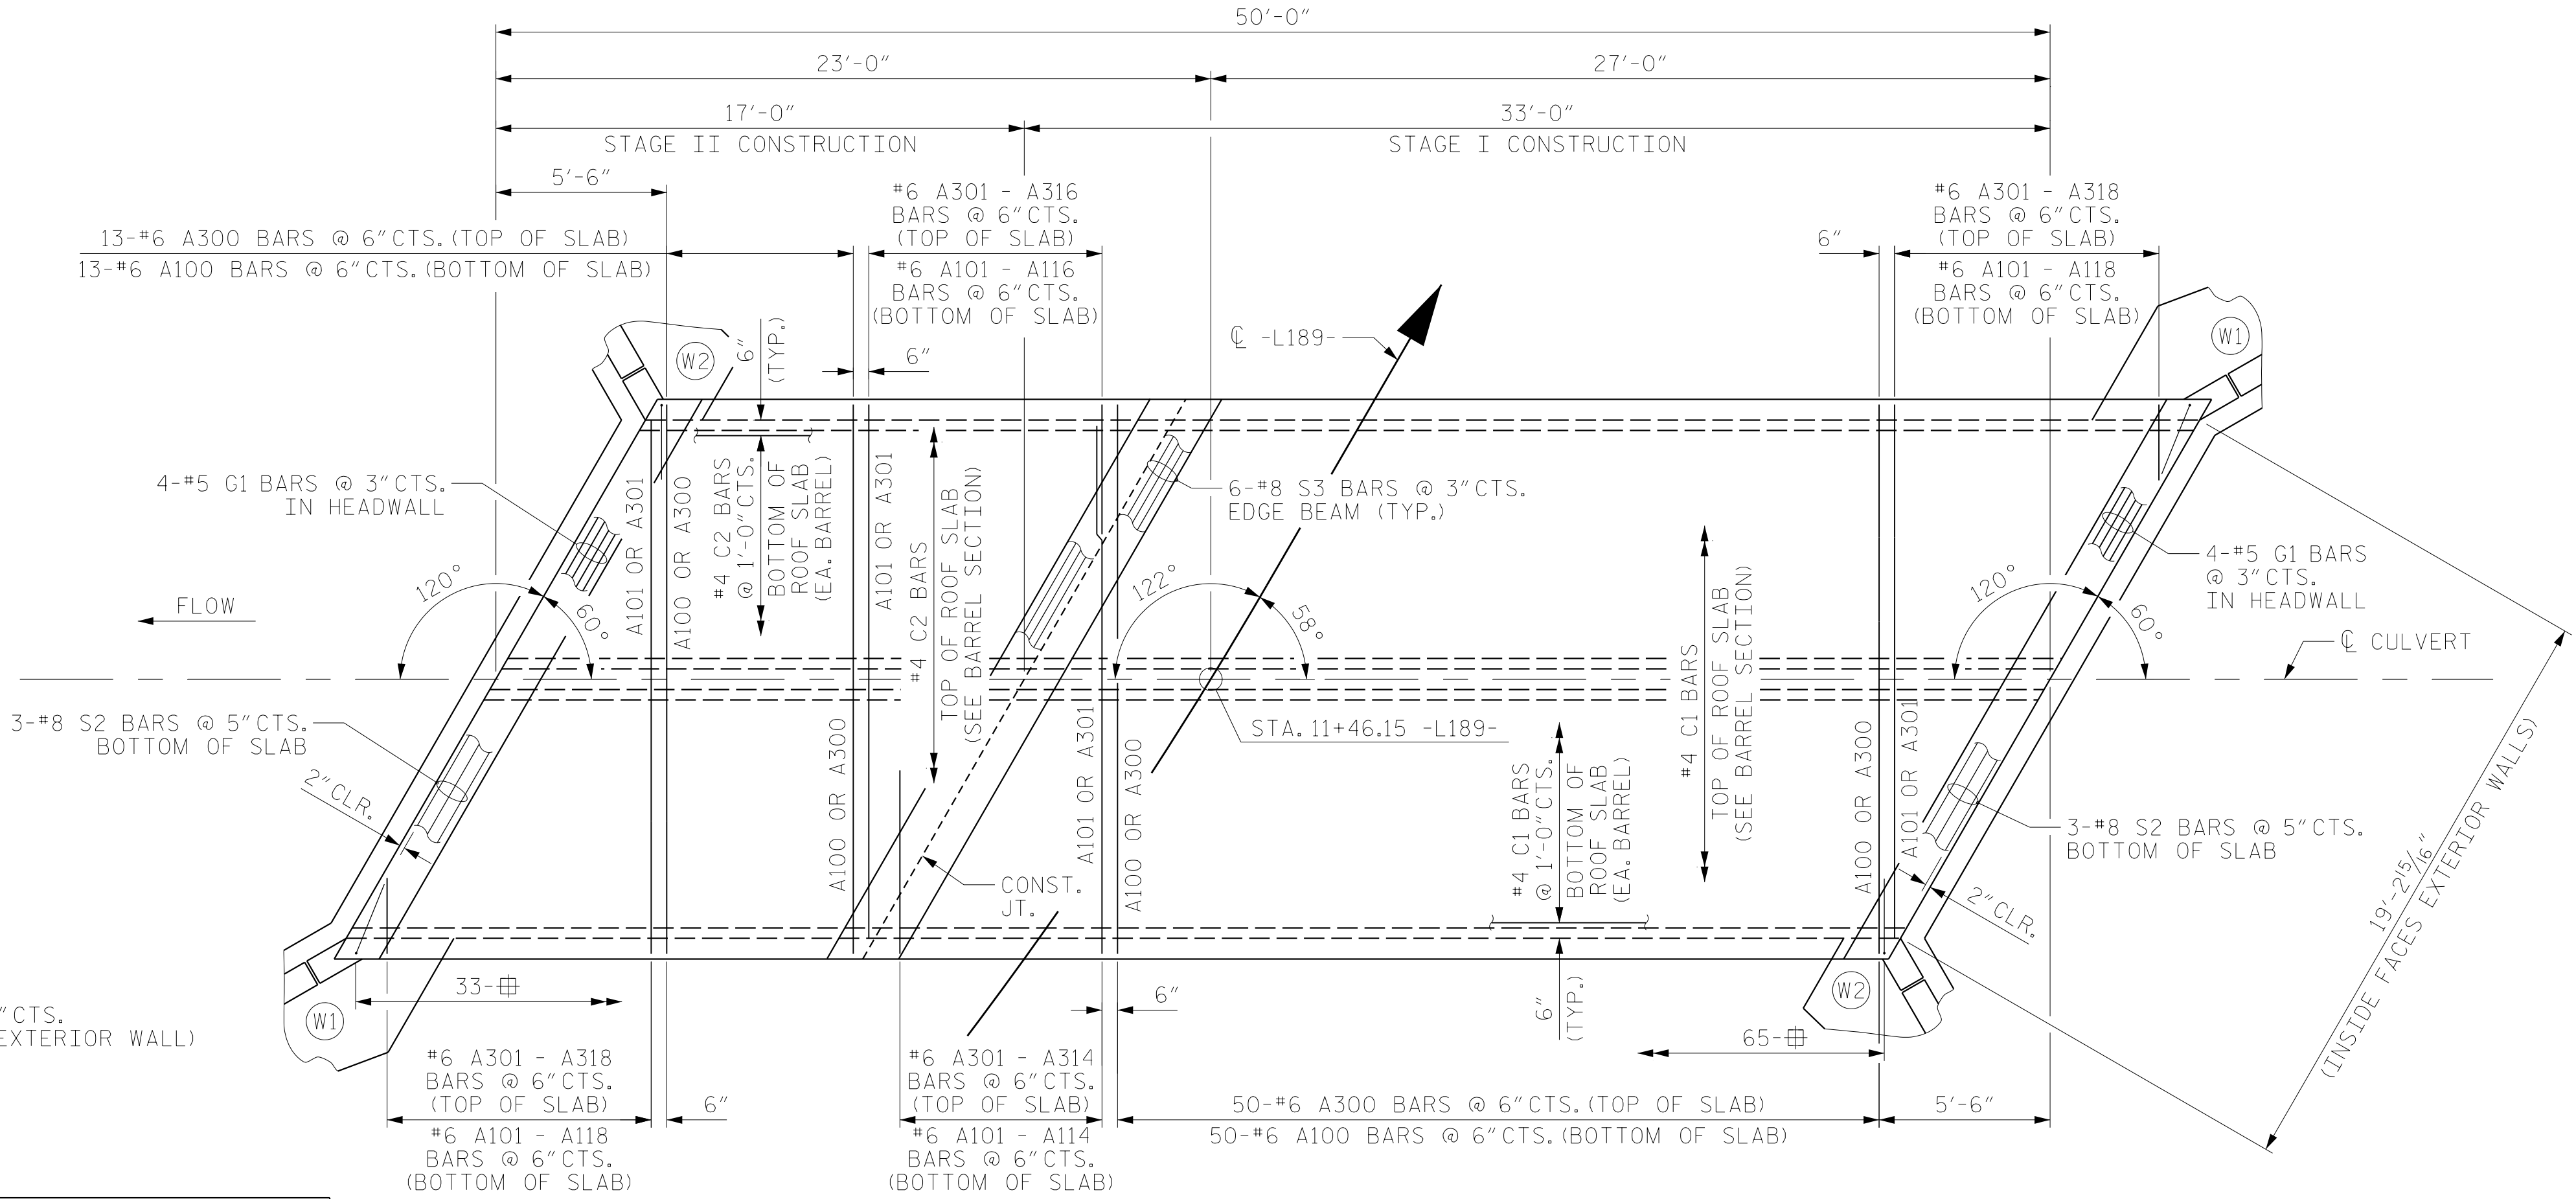 50'-0"
23'-0"
27'-0"
17'-0"
STAGE II CONSTRUCTION
33'-0"
STAGE I CONSTRUCTION
5'-6"
13-#6 A300 BARS @ 6"CTS.(TOP OF SLAB)
13-#6 A100 BARS @ 6"CTS.(BOTTOM OF SLAB)
#6 A301 - A316
BARS @ 6"CTS.
(TOP OF SLAB)
#6 A101 - A116
BARS @ 6"CTS.
(BOTTOM OF SLAB)
6"
#6 A301 - A318
BARS @ 6"CTS.
(TOP OF SLAB)
#6 A101 - A118
BARS @ 6"CTS.
(BOTTOM OF SLAB)
W2
6"
(TYP.)
6"
℄ -L189-
W1
4-#5 G1 BARS @ 3"CTS.
IN HEADWALL
A101 OR A301
A100 OR A300
#4 C2 BARS
@ 1'-0"CTS.
BOTTOM OF
ROOF SLAB
(EA. BARREL)
A101 OR A301
#4 C2 BARS
TOP OF ROOF SLAB
(SEE BARREL SECTION)
6-#8 S3 BARS @ 3"CTS.
EDGE BEAM (TYP.)
4-#5 G1 BARS
@ 3"CTS.
IN HEADWALL
FLOW
120°
60°
122°
58°
120°
60°
℄ CULVERT
3-#8 S2 BARS @ 5"CTS.
BOTTOM OF SLAB
2"CLR.
A100 OR A300
A101 OR A301
A100 OR A300
STA. 11+46.15 -L189-
#4 C1 BARS
@ 1'-0"CTS.
BOTTOM OF
ROOF SLAB
(EA. BARREL)
#4 C1 BARS
TOP OF ROOF SLAB
(SEE BARREL SECTION)
A100 OR A300
A101 OR A301
3-#8 S2 BARS @ 5"CTS.
BOTTOM OF SLAB
2"CLR.
19'-2 15/16"
(INSIDE FACES EXTERIOR WALLS)
CONST.
JT.
33-
W1
"CTS.
EXTERIOR WALL)
6"
6"
(TYP.)
W2
65-
#6 A301 - A318
BARS @ 6"CTS.
(TOP OF SLAB)
#6 A101 - A118
BARS @ 6"CTS.
(BOTTOM OF SLAB)
6"
#6 A301 - A314
BARS @ 6"CTS.
(TOP OF SLAB)
#6 A101 - A114
BARS @ 6"CTS.
(BOTTOM OF SLAB)
50-#6 A300 BARS @ 6"CTS.(TOP OF SLAB)
50-#6 A100 BARS @ 6"CTS.(BOTTOM OF SLAB)
5'-6"